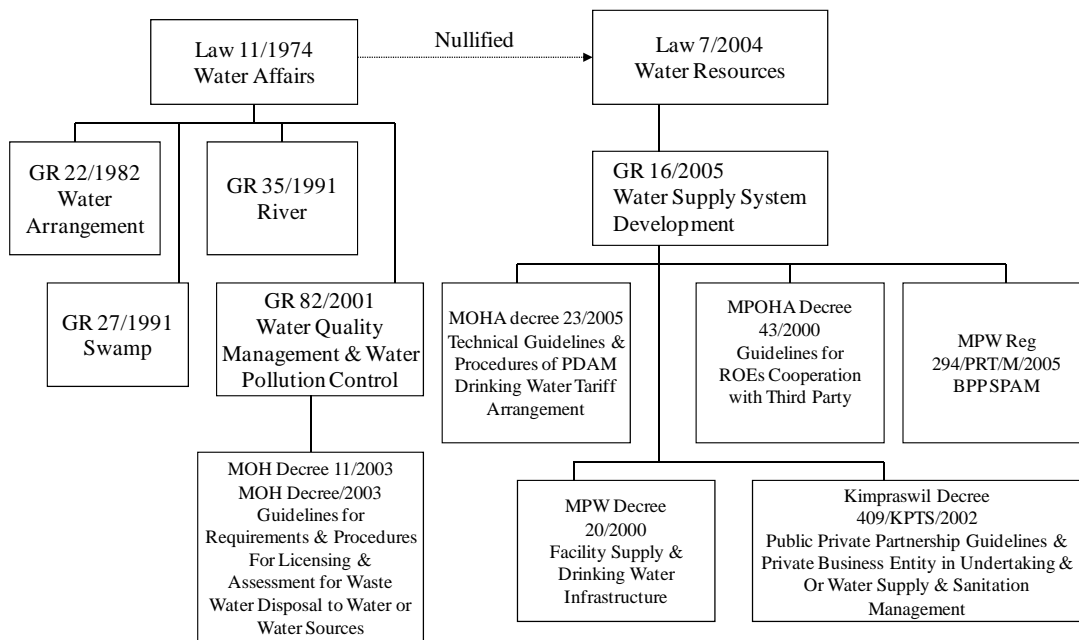 Law 11/1974
Water Affairs
Nullified
Law 7/2004
Water Resources
GR 22/1982
Water
Arrangement
GR 35/1991
River
GR 16/2005
Water Supply System
Development
GR 27/1991
Swamp
GR 82/2001
Water Quality
Management & Water
Pollution Control
MOHA decree 23/2005
Technical Guidelines &
Procedures of PDAM
Drinking Water Tariff
Arrangement
MPOHA Decree
43/2000
Guidelines for
ROEs Cooperation
with Third Party
MPW Reg
294/PRT/M/2005
BPPSPAM
MOH Decree 11/2003
MOH Decree/2003
Guidelines for
Requirements & Procedures
For Licensing &
Assessment for Waste
Water Disposal to Water or
Water Sources
MPW Decree
20/2000
Facility Supply &
Drinking Water
Infrastructure
Kimpraswil Decree
409/KPTS/2002
Public Private Partnership Guidelines &
Private Business Entity in Undertaking &
Or Water Supply & Sanitation
Management